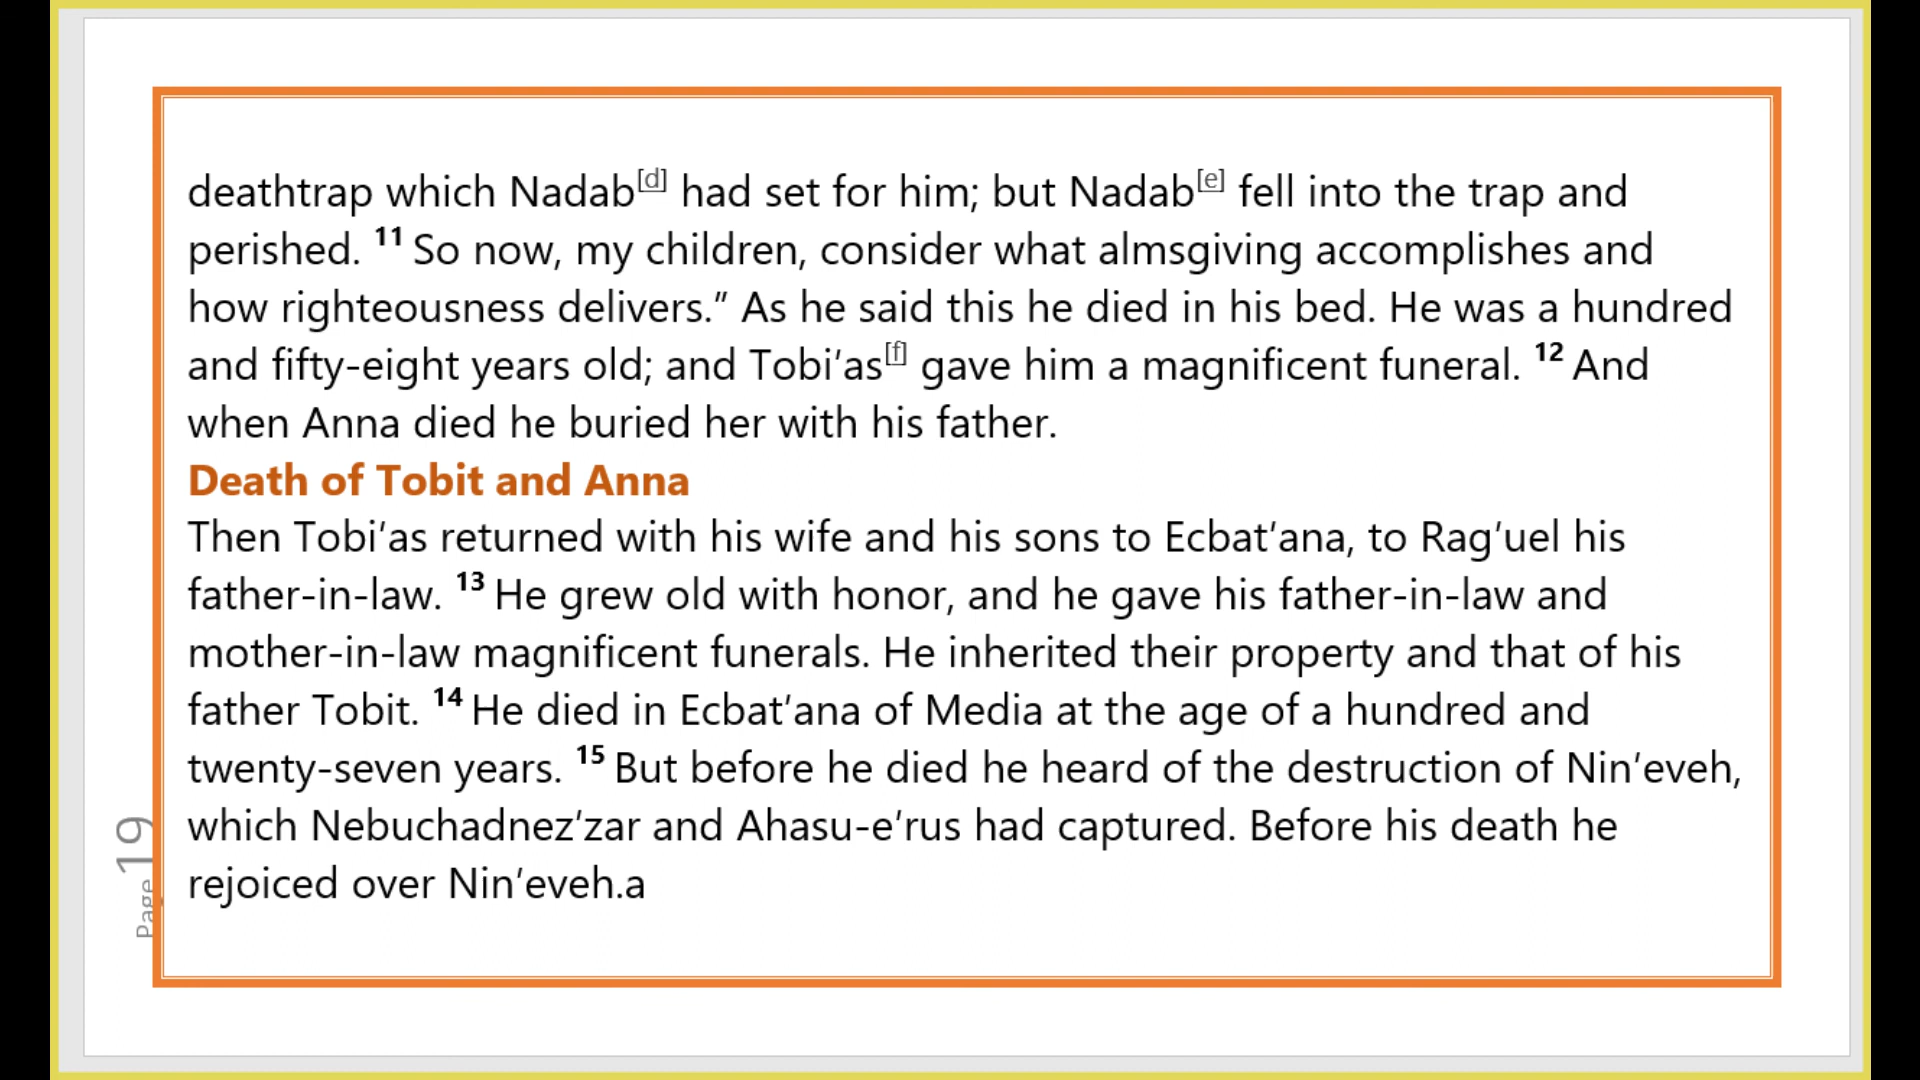 deathtrap which Nadab[d] had set for him; but Nadab[e] fell into the trap and
perished. 11 So now, my children, consider what almsgiving accomplishes and
how righteousness delivers.” As he said this he died in his bed. He was a hundred
and fifty-eight years old; and Tobi′as[f] gave him a magnificent funeral. 12 And
when Anna died he buried her with his father.
Death of Tobit and Anna
Then Tobi′as returned with his wife and his sons to Ecbat′ana, to Rag′uel his
father-in-law. 13 He grew old with honor, and he gave his father-in-law and
mother-in-law magnificent funerals. He inherited their property and that of his
father Tobit. 14 He died in Ecbat′ana of Media at the age of a hundred and
twenty-seven years. 15 But before he died he heard of the destruction of Nin′eveh,
which Nebuchadnez′zar and Ahasu-e′rus had captured. Before his death he
rejoiced over Nin′eveh.a
Page 19